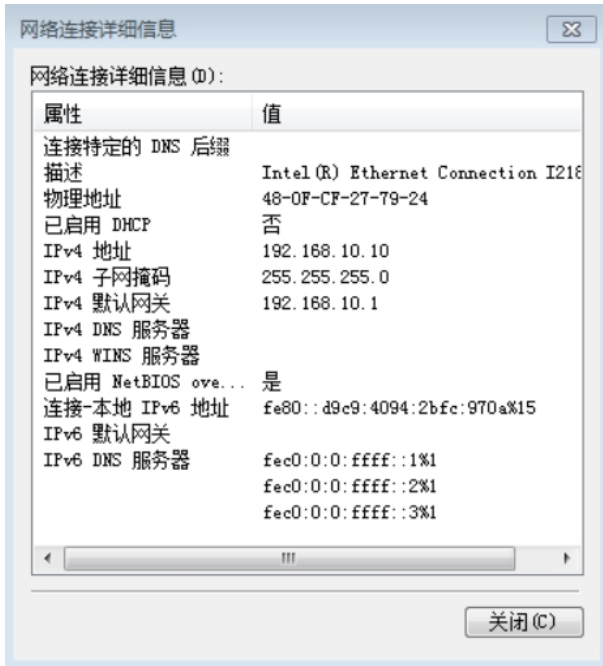 网络连接详细信息
网络连接详细信息(D):
属性 值
连接特定的 DNS 后缀
描述 Intel(R) Ethernet Connection I218
物理地址 48-0F-CF-27-79-24
已启用 DHCP 否
IPv4 地址 192.168.10.10
IPv4 子网掩码 255.255.255.0
IPv4 默认网关 192.168.10.1
IPv4 DNS 服务器
IPv4 WINS 服务器
已启用 NetBIOS ove... 是
连接-本地 IPv6 地址 fe80::d9c9:4094:2bfc:970a%15
IPv6 默认网关
IPv6 DNS 服务器 fec0:0:0:ffff::1%1
fec0:0:0:ffff::2%1
fec0:0:0:ffff::3%1
关闭(C)